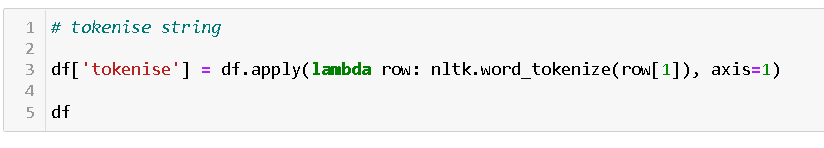 1 # tokenise string
2
3 df['tokenise'] = df.apply(lambda row: nltk.word_tokenize(row[1]), axis=1)
4
5 df